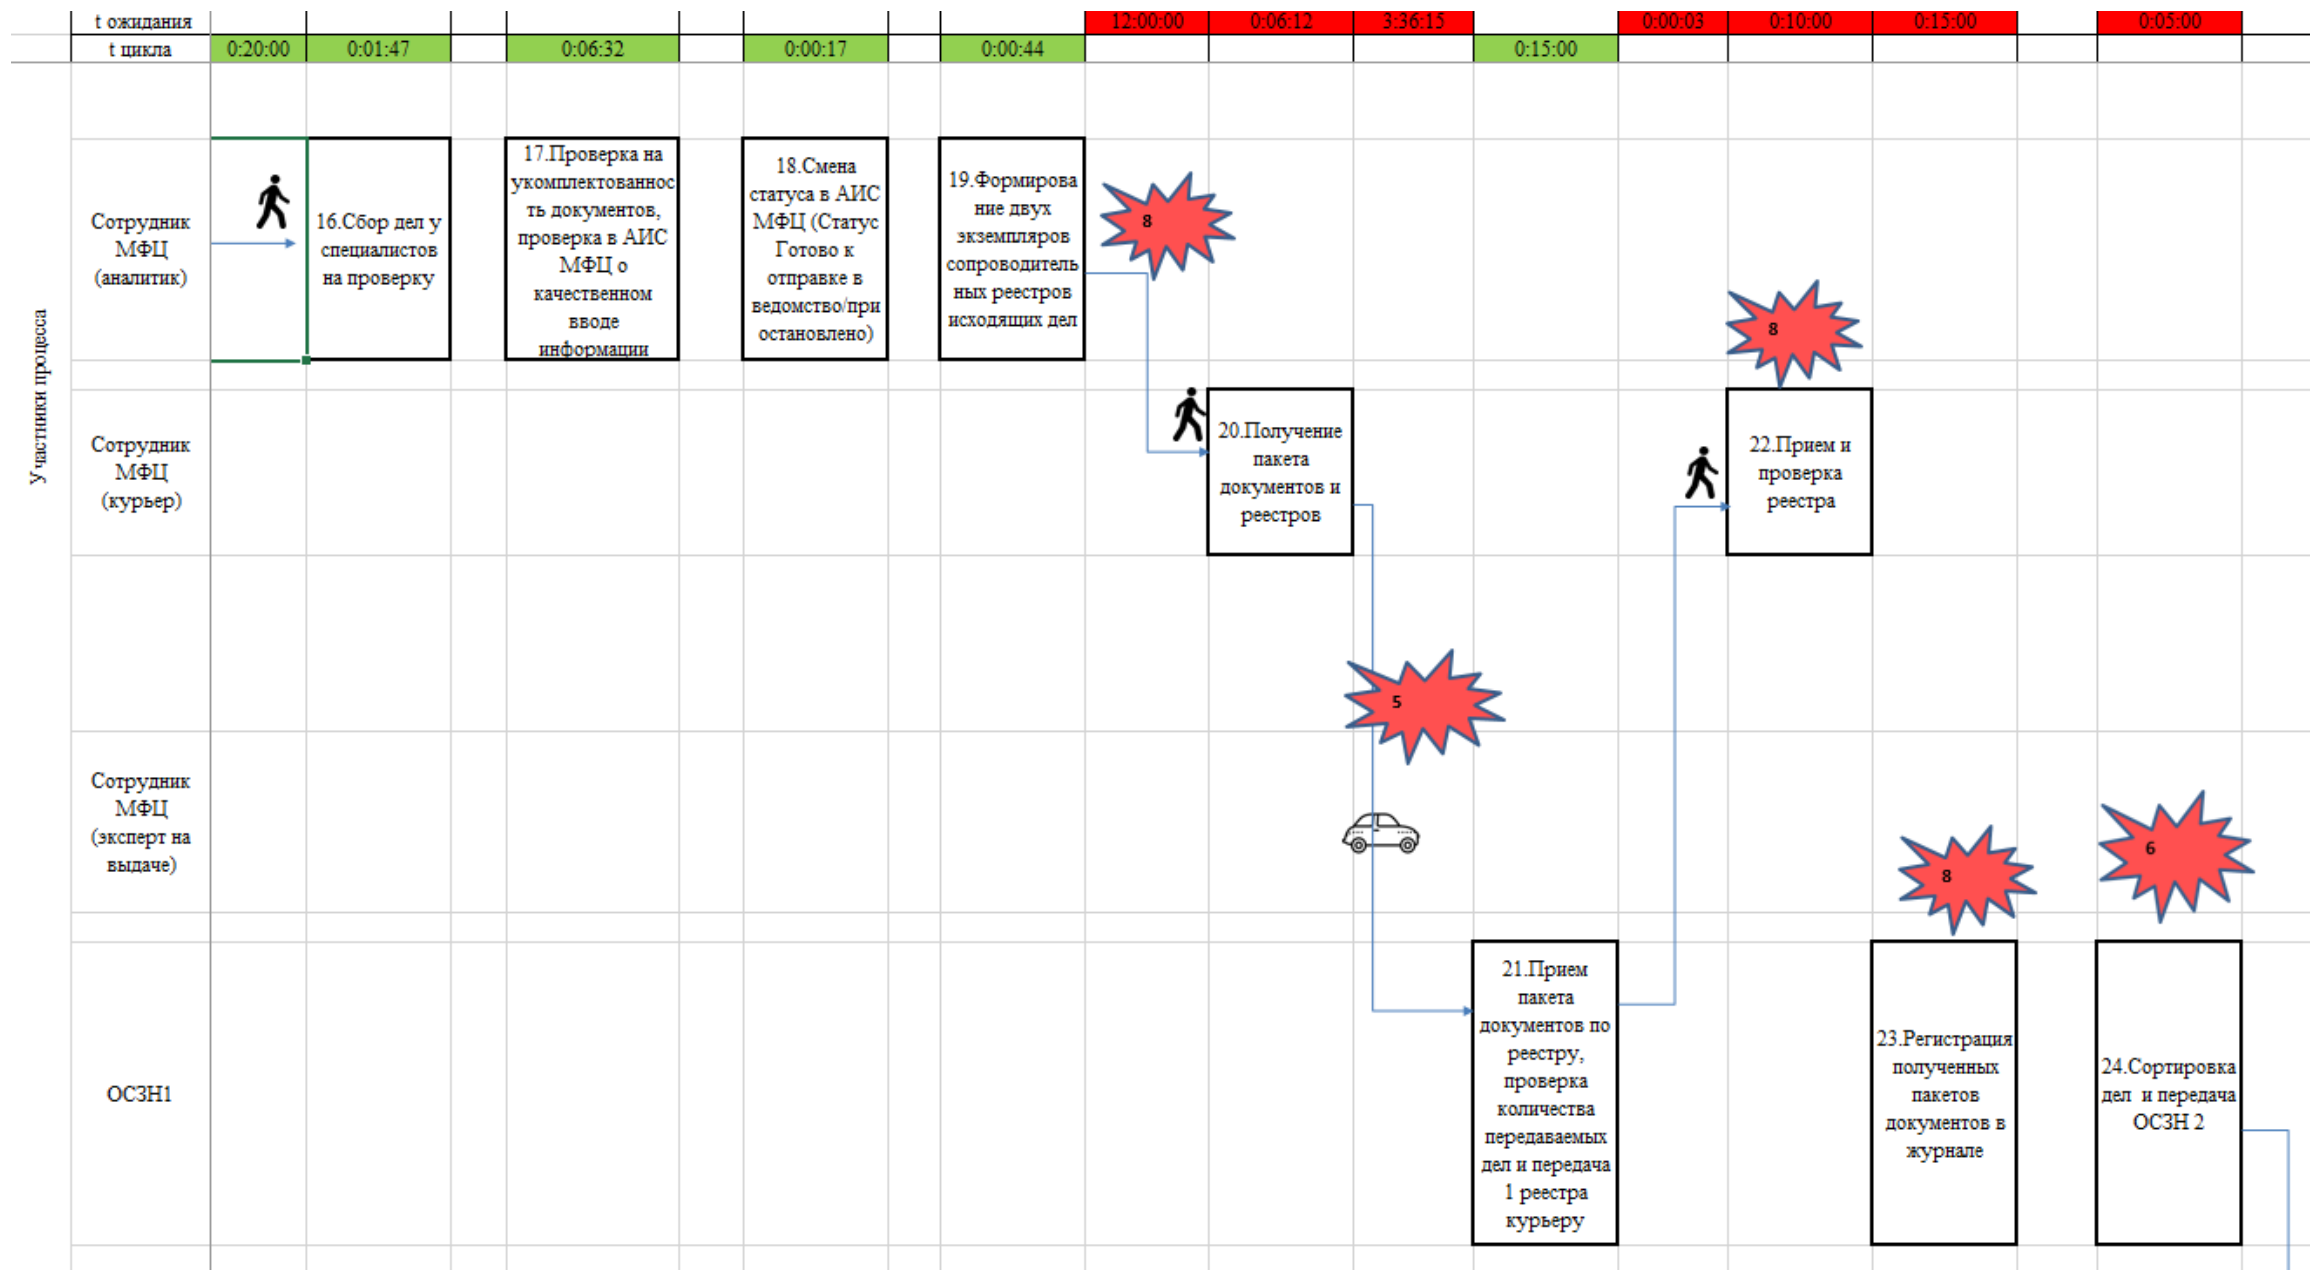 t ожидания
12:00:00
0:06:12
3:36:15
0:00:03
0:10:00
0:15:00
0:05:00
t цикла
0:20:00
0:01:47
0:06:32
0:00:17
0:00:44
0:15:00
Участники процесса
Сотрудник
МФЦ
(аналитик)
16.Сбор дел у
специалистов
на проверку
17.Проверка на
укомплектованнос
ть документов,
проверка в АИС
МФЦ о
качественном
вводе
информации
18.Смена
статуса в АИС
МФЦ (Статус
Готово к
отправке в
ведомство/при
остановлено)
19.Формирова
ние двух
экземпляров
сопроводитель
ных реестров
исходящих дел
8
8
Сотрудник
МФЦ
(курьер)
20.Получение
пакета
документов и
реестров
22.Прием и
проверка
реестра
5
Сотрудник
МФЦ
(эксперт на
выдаче)
8
6
ОСЗН1
21.Прием
пакета
документов по
реестру,
проверка
количества
передаваемых
дел и передача
1 реестра
курьеру
23.Регистрация
полученных
пакетов
документов в
журнале
24.Сортировка
дел и передача
ОСЗН 2